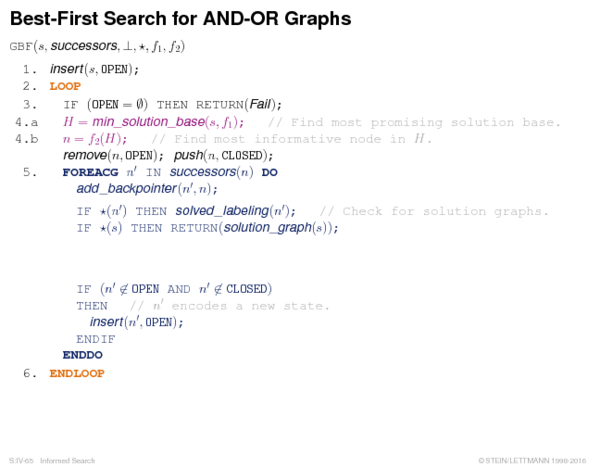 Best-First Search for AND-OR Graphs
GBF(s, successors, ⊥, ⋆, f₁, f₂)
1. insert(s, OPEN);
2. LOOP
3. IF (OPEN = ∅) THEN RETURN(Fail);
4.a H = min_solution_base(s, f₁); // Find most promising solution base.
4.b n = f₂(H); // Find most informative node in H.
remove(n, OPEN); push(n, CLOSED);
5. FOREACG n′ IN successors(n) DO
add_backpointer(n′, n);
IF ⋆(n′) THEN solved_labeling(n′); // Check for solution graphs.
IF ⋆(s) THEN RETURN(solution_graph(s));
IF (n′ ∉ OPEN AND n′ ∉ CLOSED)
THEN // n′ encodes a new state.
insert(n′, OPEN);
ENDIF
ENDDO
6. ENDLOOP
S:IV-65 Informed Search ©STEIN/LETTMANN 1998-2016